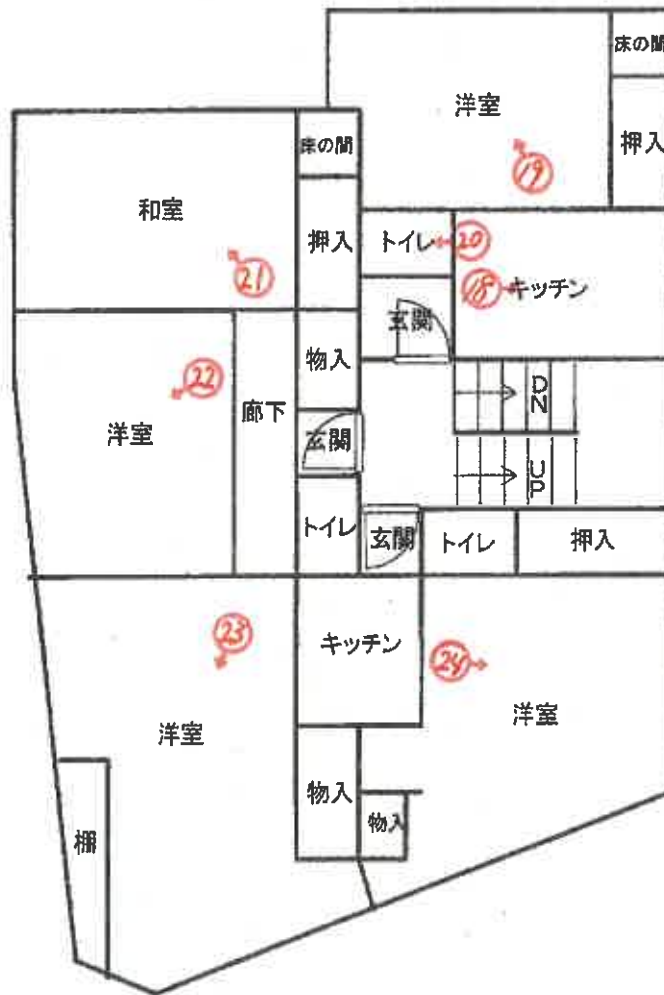 床の間
洋室
押入
⑲
床の間
和室
押入
トイレ
⑳
㉑
⑱
キッチン
玄関
物入
㉒
洋室
廊下
玄関
DN
UP
トイレ
玄関
トイレ
押入
㉓
キッチン
㉔
洋室
洋室
物入
物入
棚